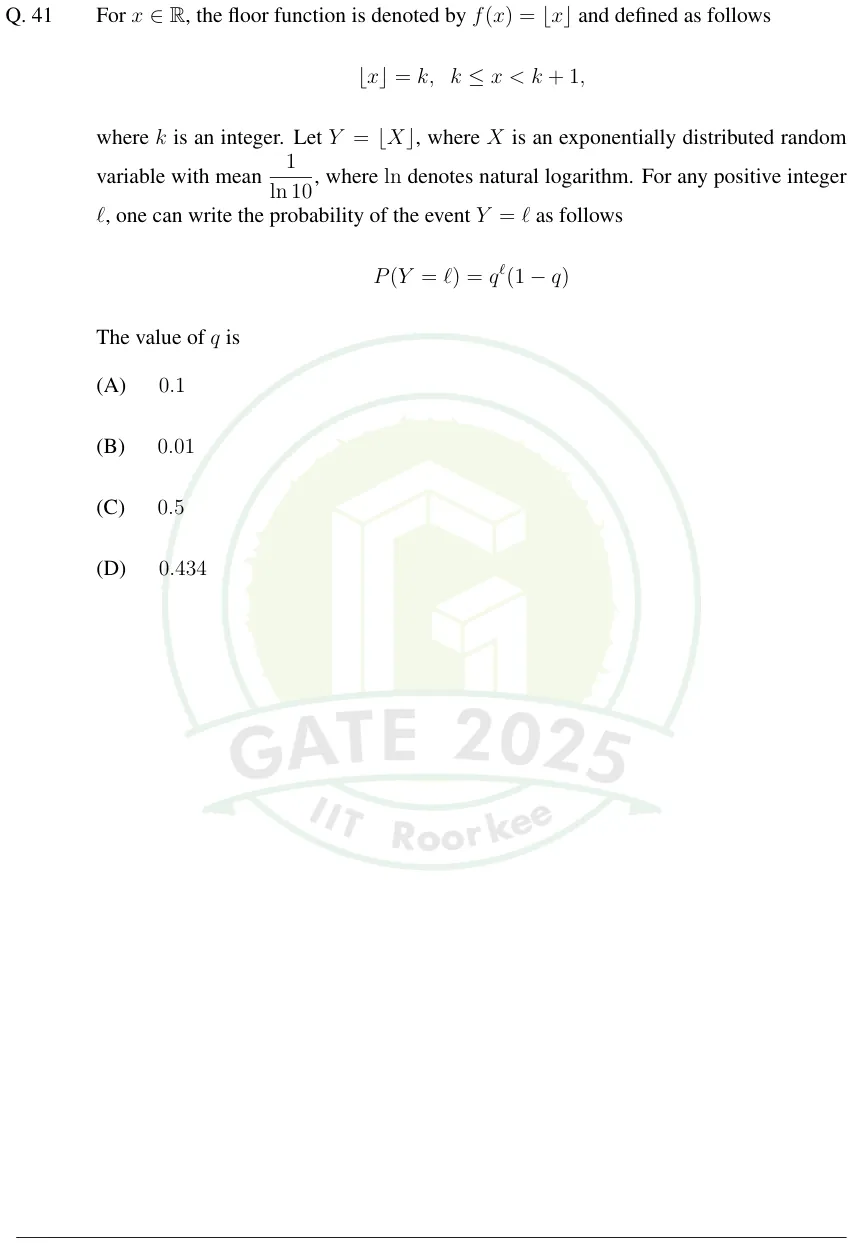 Q. 41 For x ∈ ℝ, the floor function is denoted by f(x) = ⌊x⌋ and defined as follows
⌊x⌋ = k, k ≤ x < k + 1,
where k is an integer. Let Y = ⌊X⌋, where X is an exponentially distributed random
variable with mean 1/ln 10, where ln denotes natural logarithm. For any positive integer
ℓ, one can write the probability of the event Y = ℓ as follows
P(Y = ℓ) = q^ℓ(1 − q)
The value of q is
(A) 0.1
(B) 0.01
(C) 0.5
(D) 0.434
GATE 2025
IIT Roorkee